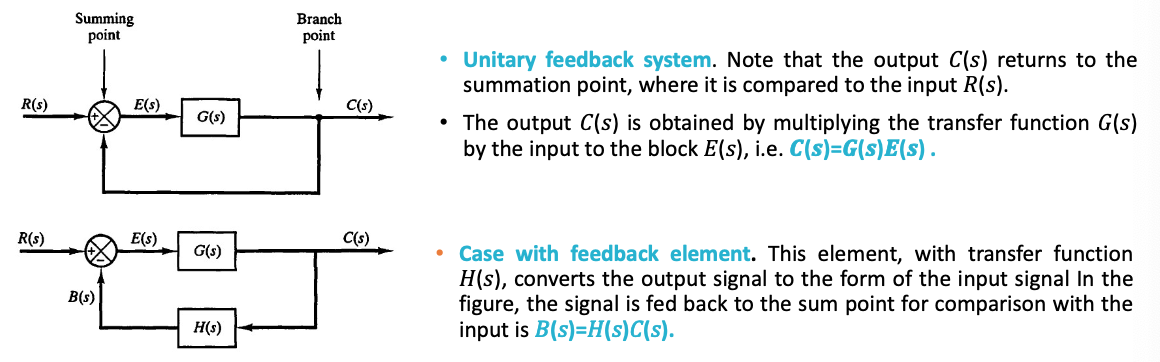 Summing
point
Branch
point
R(s)
E(s)
G(s)
C(s)
+
−
• Unitary feedback system. Note that the output C(s) returns to the
summation point, where it is compared to the input R(s).
• The output C(s) is obtained by multiplying the transfer function G(s)
by the input to the block E(s), i.e. C(s)=G(s)E(s) .
R(s)
E(s)
G(s)
C(s)
+
−
B(s)
H(s)
• Case with feedback element. This element, with transfer function
H(s), converts the output signal to the form of the input signal In the
figure, the signal is fed back to the sum point for comparison with the
input is B(s)=H(s)C(s).